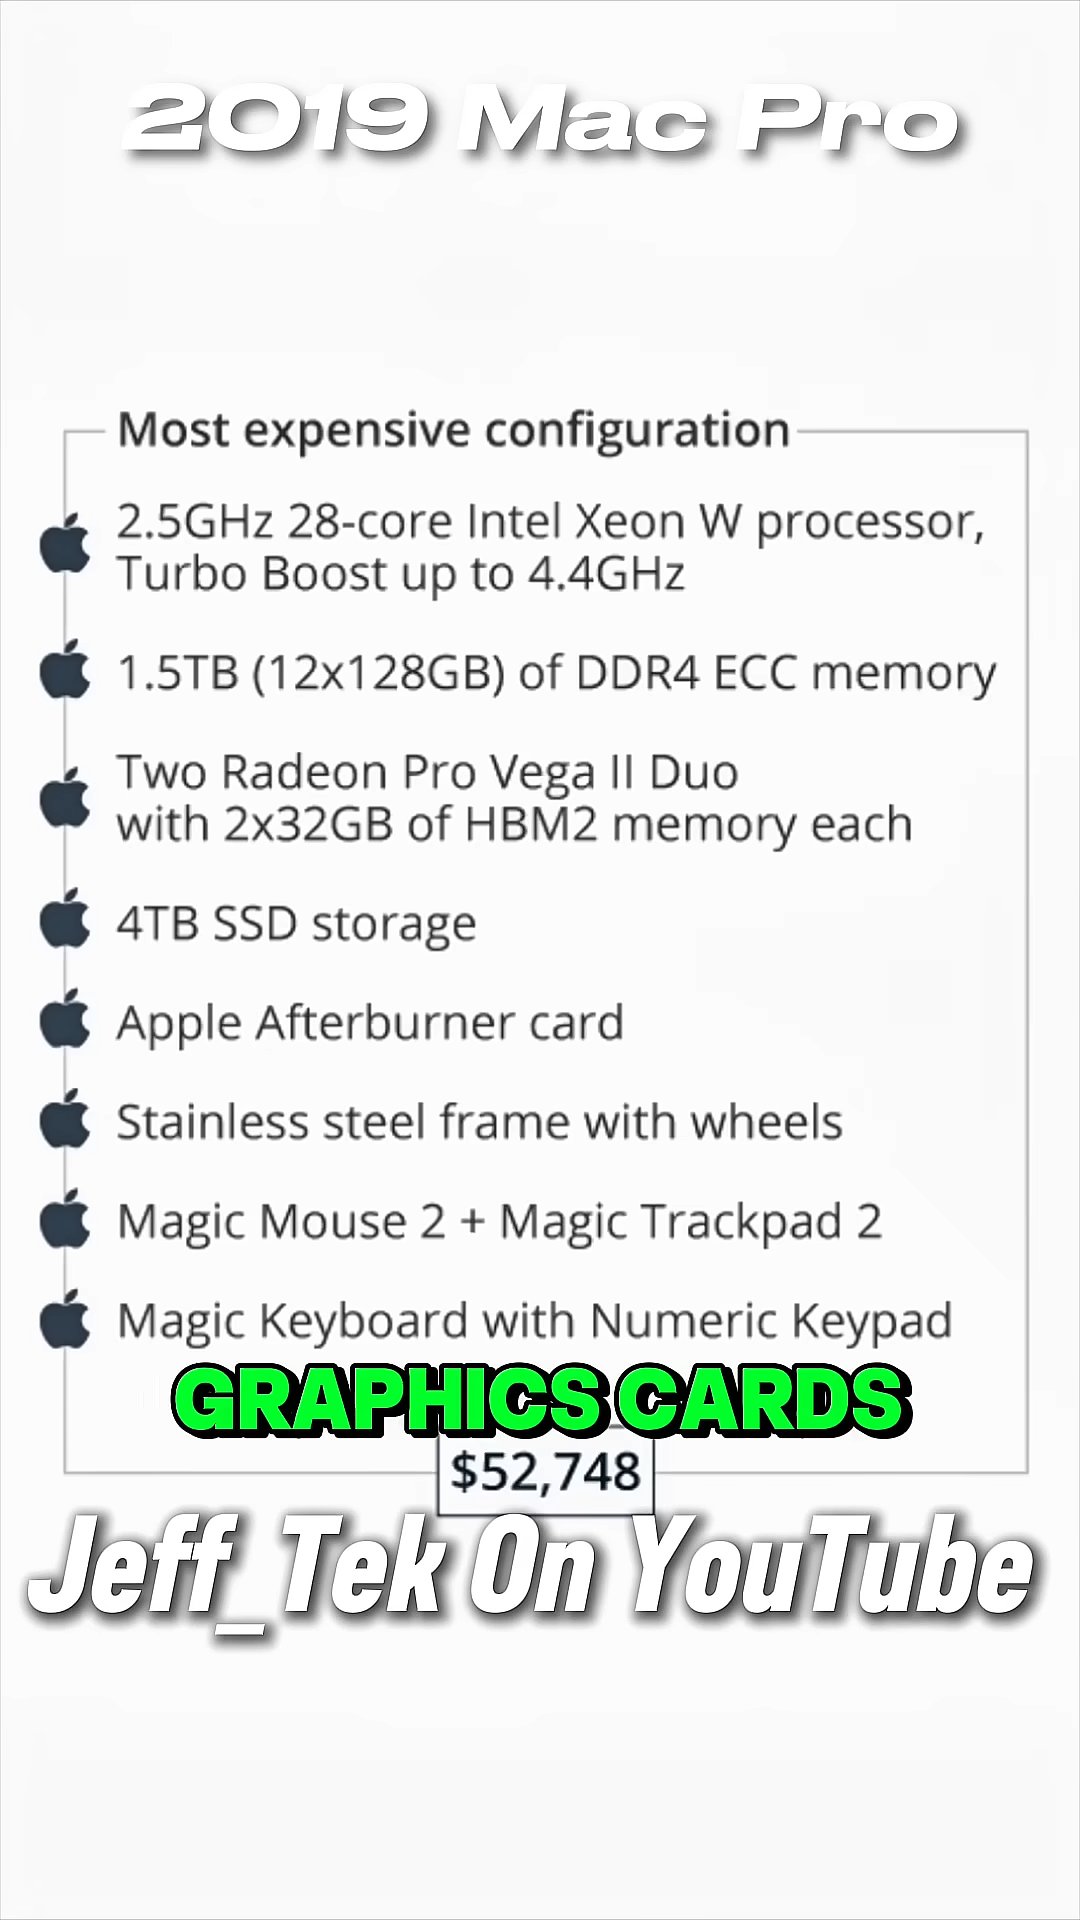 2019 Mac Pro
Most expensive configuration
2.5GHz 28-core Intel Xeon W processor,
Turbo Boost up to 4.4GHz
1.5TB (12x128GB) of DDR4 ECC memory
Two Radeon Pro Vega II Duo
with 2x32GB of HBM2 memory each
4TB SSD storage
Apple Afterburner card
Stainless steel frame with wheels
Magic Mouse 2 + Magic Trackpad 2
Magic Keyboard with Numeric Keypad
GRAPHICS CARDS
$52,748
Jeff_Tek On YouTube